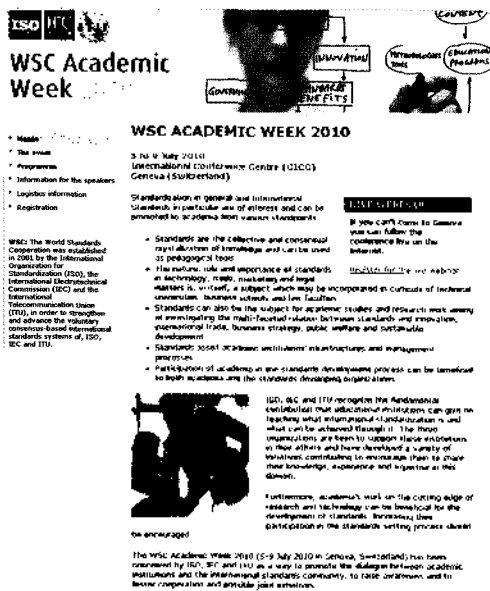 ISO IEC
WSC Academic
Week
INNOVATION
CONTENT
METHODOLOGIES
TOOLS
EDUCATION
PROGRAMS
BENEFITS
Home
The event
Programme
Information for the speakers
Logistics information
Registration
WSC: The World Standards
Cooperation was established
in 2001 by the International
Organization for
Standardization (ISO), the
International Electrotechnical
Commission (IEC) and the
International
Telecommunication Union
(ITU), in order to strengthen
and advance the voluntary
consensus-based international
standards systems of, ISO,
IEC and ITU.
WSC ACADEMIC WEEK 2010
5 to 9 July 2010
International Conference Centre (CICG)
Geneva (Switzerland)
Standardization in general and International
Standards in particular are of interest and can be
promoted to academia from various standpoints
Standards are the collective and consensual
crystallization of knowledge and can be used
as pedagogical tools
The nature, role and importance of standards
in technology, trade, marketing and legal
matters is, in itself, a subject which may be incorporated in curricula of technical
universities, business schools and law faculties
Standards can also be the subject for academic studies and research work aiming
at investigating the multi-faceted relation between standards and innovation,
international trade, business strategy, public welfare and sustainable
development
Standards based academic institutions' infrastructures and management
processes
Participation of academia in the standards development process can be beneficial
to both academia and the standards developing organizations
If you can't come to Geneva
you can follow the
conference live on the
Internet.
Register for the webinar
ISO, IEC and ITU recognize the fundamental
contribution that educational institutions can give on
teaching what international standardization is and
what can be achieved through it. The three
organizations are keen to support these institutions
in their efforts and have developed a variety of
initiatives contributing to encourage them to share
their knowledge, experience and expertise in this
domain.
Furthermore, academia's work on the cutting edge of
research and technology can be beneficial for the
development of standards. Increasing their
participation in the standards setting process should
be encouraged
The WSC Academic Week 2010 (5-9 July 2010 in Geneva, Switzerland) has been
conceived by ISO, IEC and ITU as a way to promote the dialogue between academic
institutions and the international standards community, to raise awareness and to
foster cooperation and possible joint initiatives.